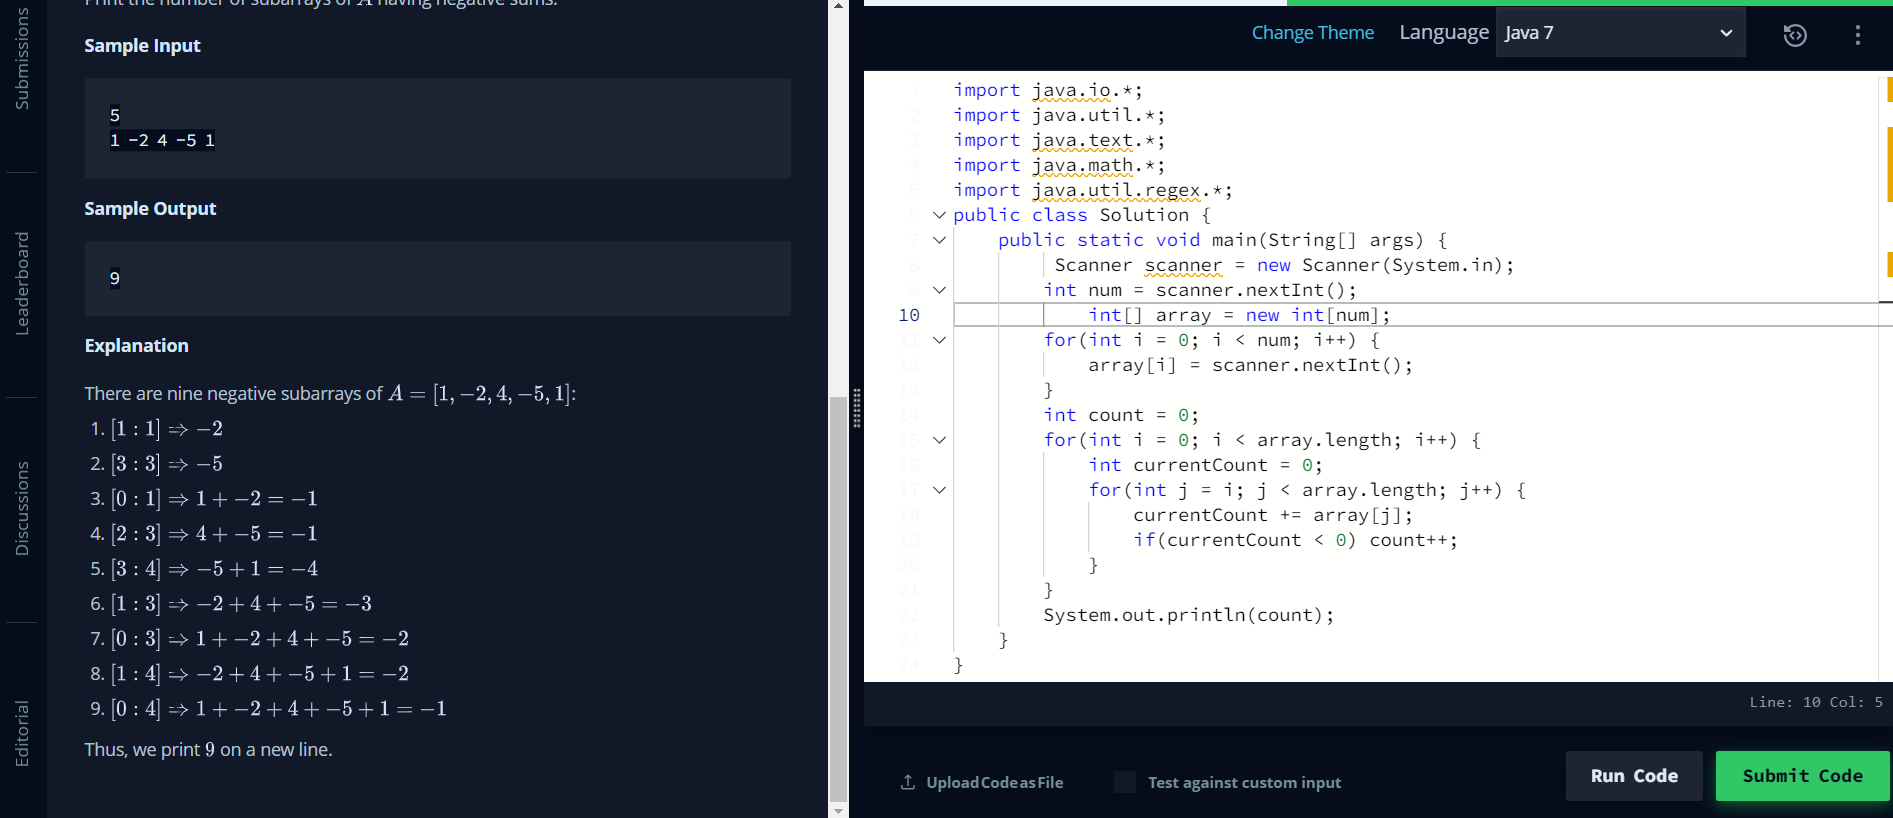 Print the number of subarrays of A having negative sums.
Submissions
Leaderboard
Discussions
Editorial
Sample Input
5
1 -2 4 -5 1
Sample Output
9
Explanation
There are nine negative subarrays of A = [1, −2, 4, −5, 1]:
1. [1 : 1] ⇒ −2
2. [3 : 3] ⇒ −5
3. [0 : 1] ⇒ 1 + −2 = −1
4. [2 : 3] ⇒ 4 + −5 = −1
5. [3 : 4] ⇒ −5 + 1 = −4
6. [1 : 3] ⇒ −2 + 4 + −5 = −3
7. [0 : 3] ⇒ 1 + −2 + 4 + −5 = −2
8. [1 : 4] ⇒ −2 + 4 + −5 + 1 = −2
9. [0 : 4] ⇒ 1 + −2 + 4 + −5 + 1 = −1
Thus, we print 9 on a new line.
Change Theme Language Java 7
1 import java.io.*;
2 import java.util.*;
3 import java.text.*;
4 import java.math.*;
5 import java.util.regex.*;
6 public class Solution {
7 public static void main(String[] args) {
8 Scanner scanner = new Scanner(System.in);
9 int num = scanner.nextInt();
10 int[] array = new int[num];
11 for(int i = 0; i < num; i++) {
12 array[i] = scanner.nextInt();
13 }
14 int count = 0;
15 for(int i = 0; i < array.length; i++) {
16 int currentCount = 0;
17 for(int j = i; j < array.length; j++) {
18 currentCount += array[j];
19 if(currentCount < 0) count++;
20 }
21 }
22 System.out.println(count);
23 }
24 }
Line: 10 Col: 5
Upload Code as File Test against custom input Run Code Submit Code